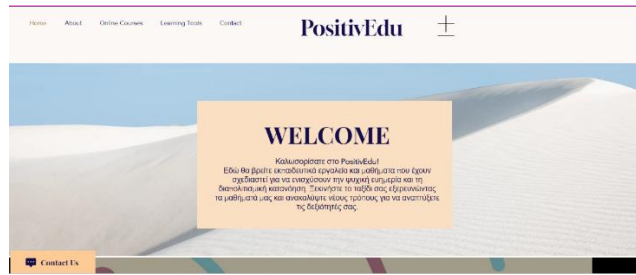 Home About Online Courses Learning Tools Contact
PositivEdu
WELCOME
Καλωσορίσατε στο PositivEdu!
Εδώ θα βρείτε εκπαιδευτικά εργαλεία και μαθήματα που έχουν
σχεδιαστεί για να ενισχύσουν την ψυχική ευημερία και τη
διαπολιτισμική κατανόηση. Ξεκινήστε το ταξίδι σας εξερευνώντας
τα μαθήματά μας και ανακαλύψτε νέους τρόπους για να αναπτύξετε
τις δεξιότητές σας.
Contact Us